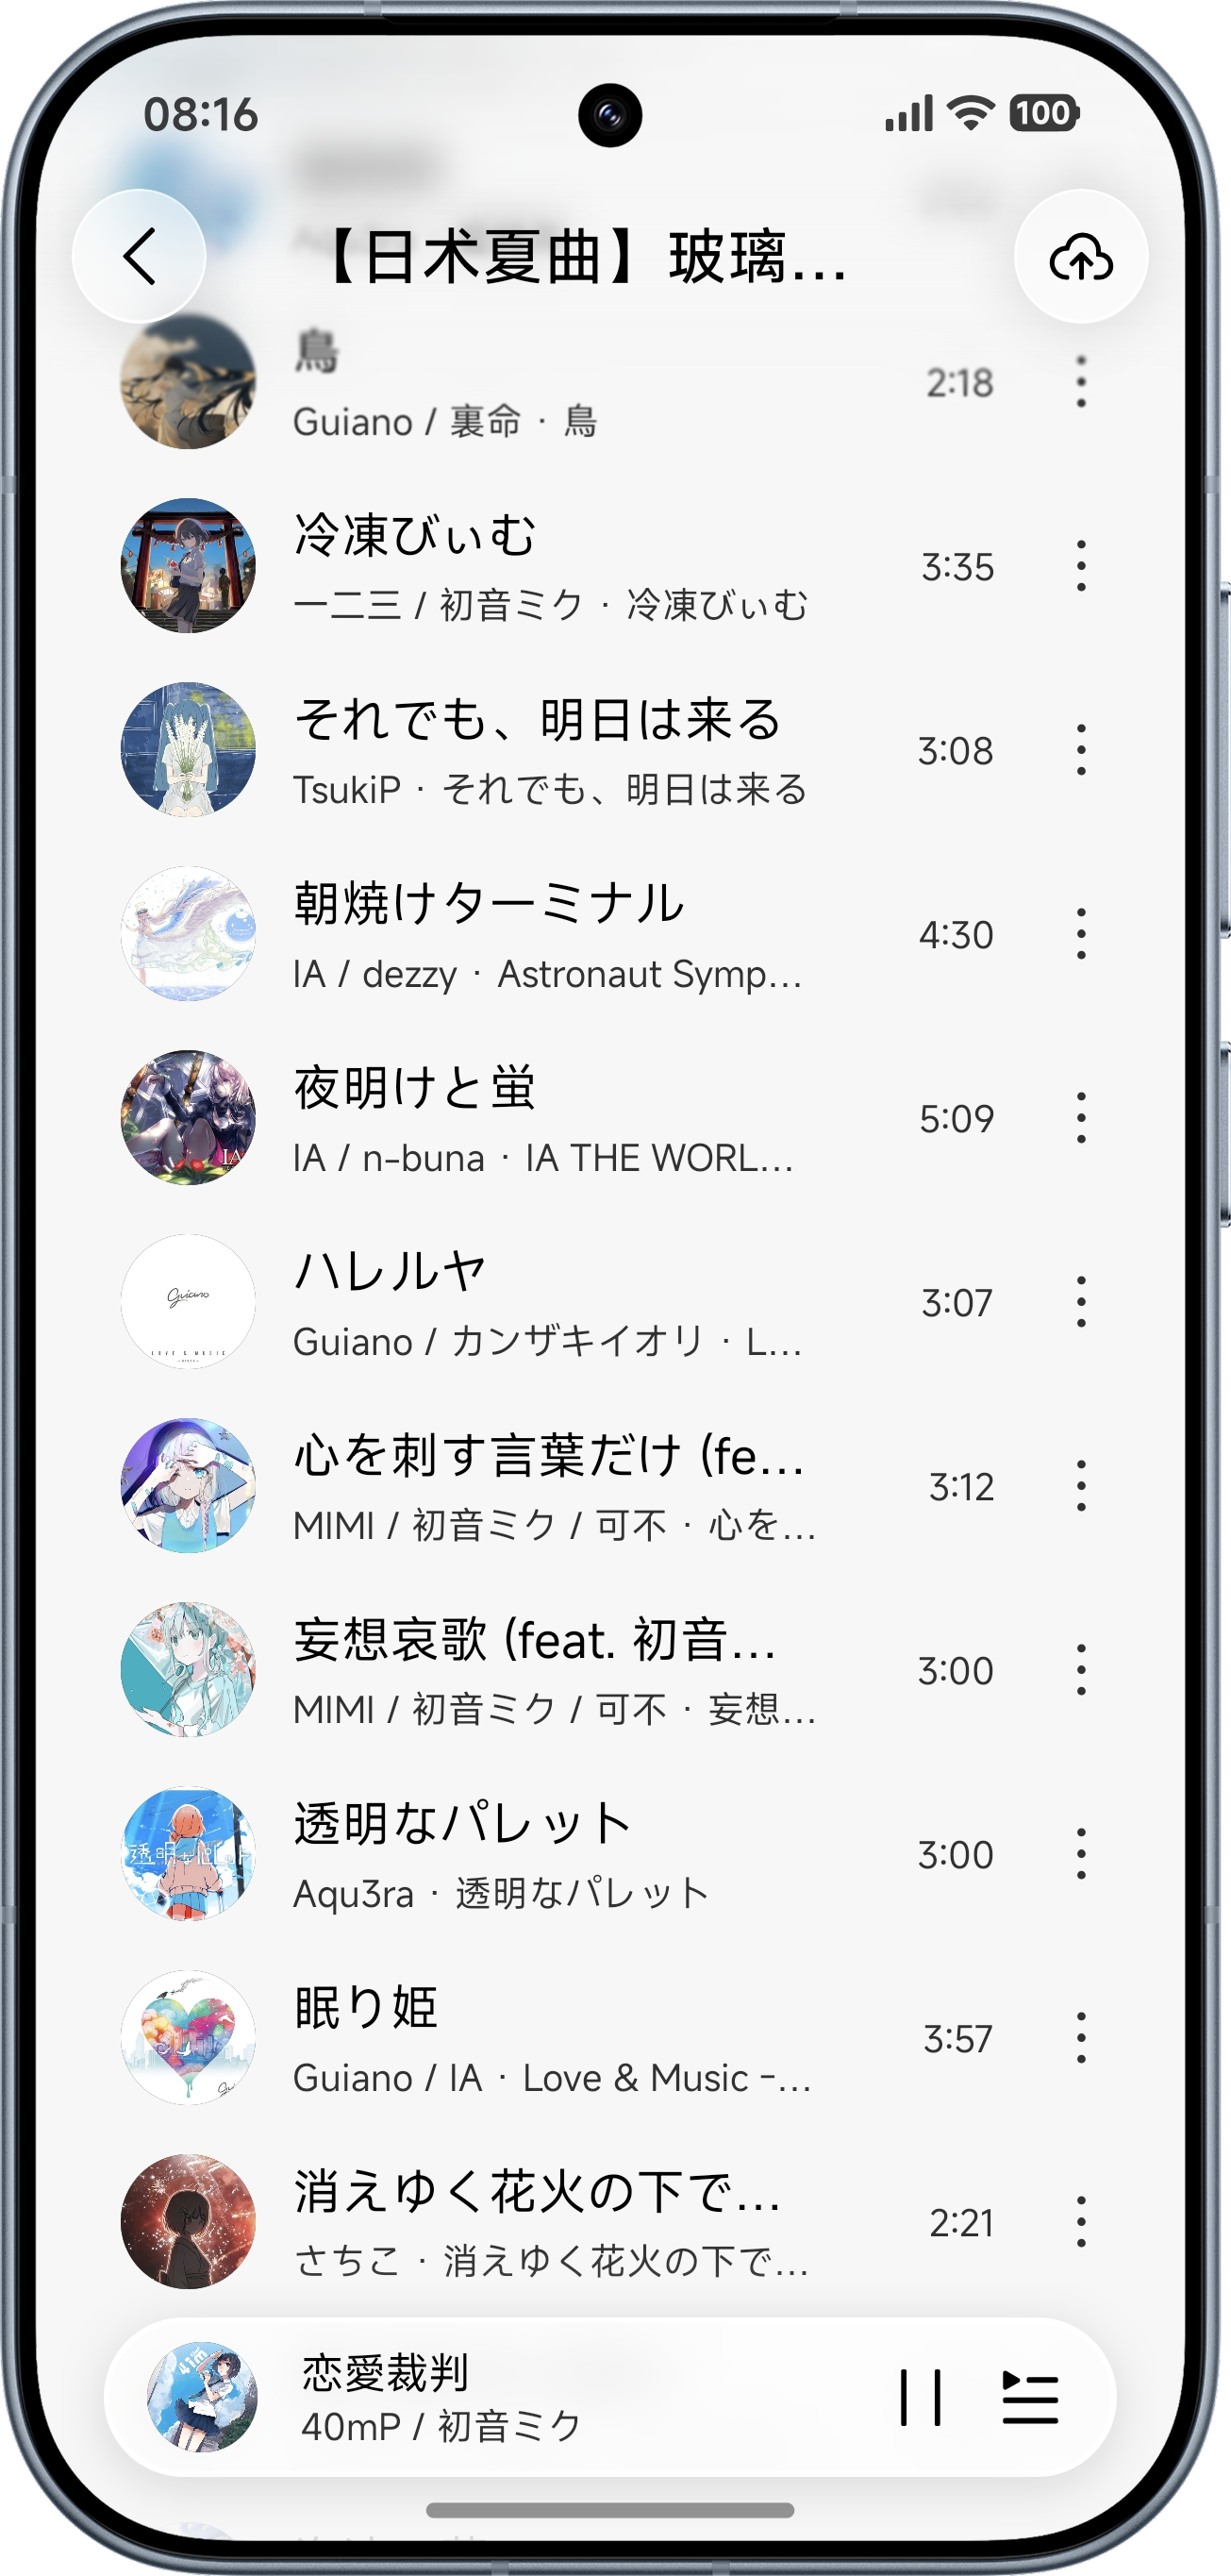 08:16
100
【日术夏曲】玻璃...
鳥
2:18
Guiano / 裏命 · 鳥
冷凍びぃむ
3:35
一二三 / 初音ミク · 冷凍びぃむ
それでも、明日は来る
3:08
TsukiP · それでも、明日は来る
朝焼けターミナル
4:30
IA / dezzy · Astronaut Symp...
夜明けと蛍
5:09
IA / n-buna · IA THE WORL...
IA
ハレルヤ
3:07
Guiano / カンザキイオリ · L...
Guiano
LOVE & MUSIC
心を刺す言葉だけ (fe...
3:12
MIMI / 初音ミク / 可不 · 心を...
妄想哀歌 (feat. 初音...
3:00
MIMI / 初音ミク / 可不 · 妄想...
透明なパレット
3:00
Aqu3ra · 透明なパレット
眠り姫
3:57
Guiano / IA · Love & Music -...
消えゆく花火の下で...
2:21
さちこ · 消えゆく花火の下で...
恋愛裁判
40mP / 初音ミク